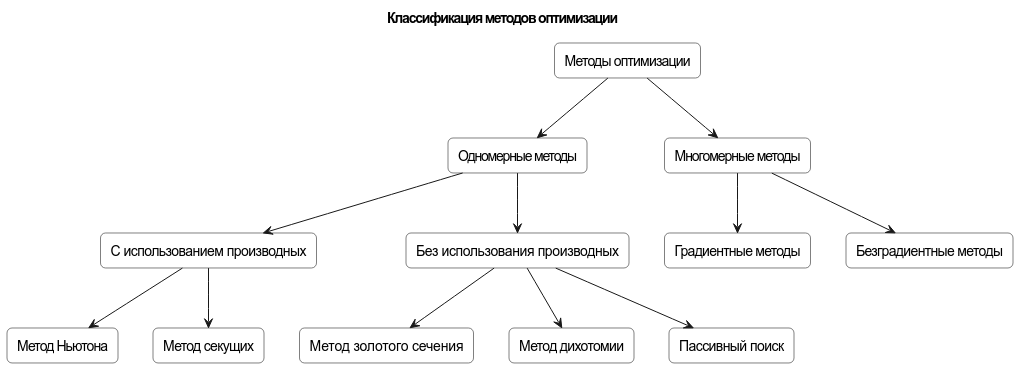 Классификация методов оптимизации
Методы оптимизации
Одномерные методы
Многомерные методы
С использованием производных
Без использования производных
Градиентные методы
Безградиентные методы
Метод Ньютона
Метод секущих
Метод золотого сечения
Метод дихотомии
Пассивный поиск